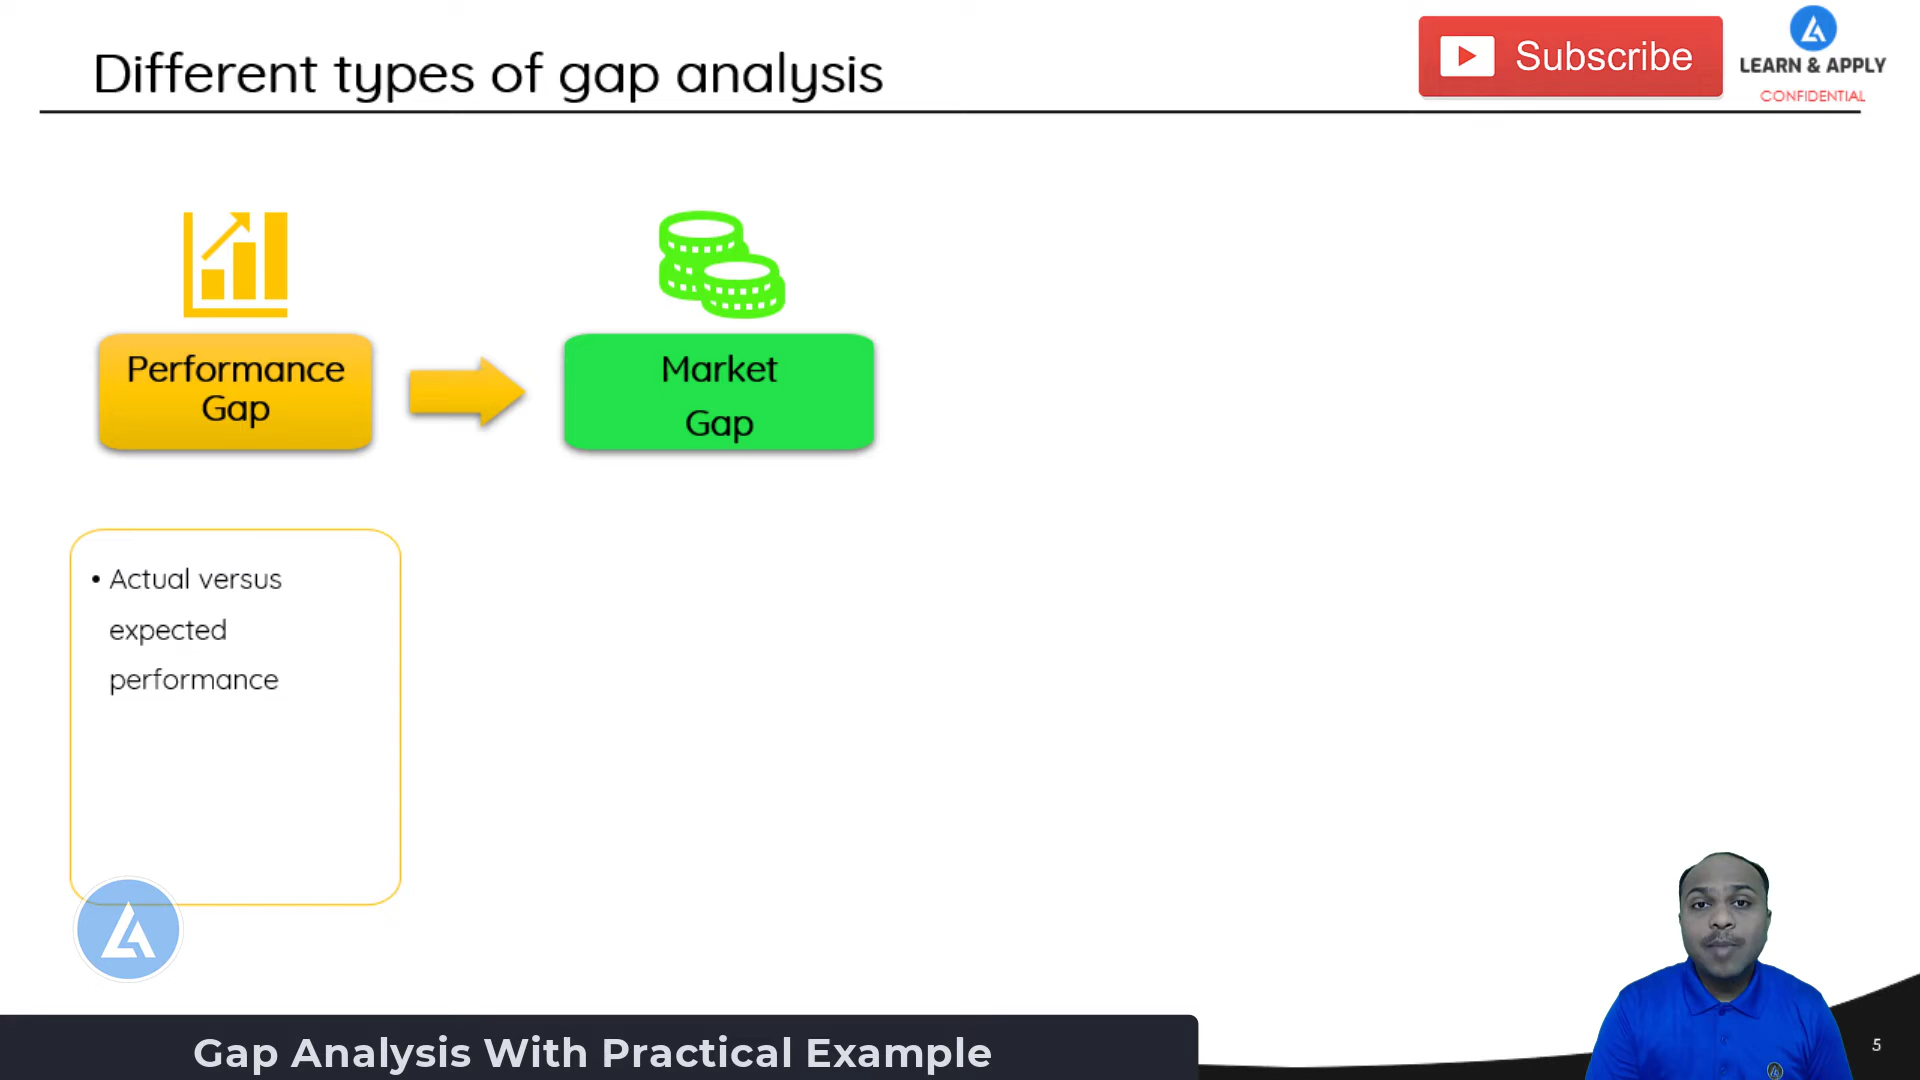 Different types of gap analysis
Subscribe
LEARN & APPLY
CONFIDENTIAL
Performance
Gap
Market
Gap
• Actual versus
expected
performance
Gap Analysis With Practical Example
5